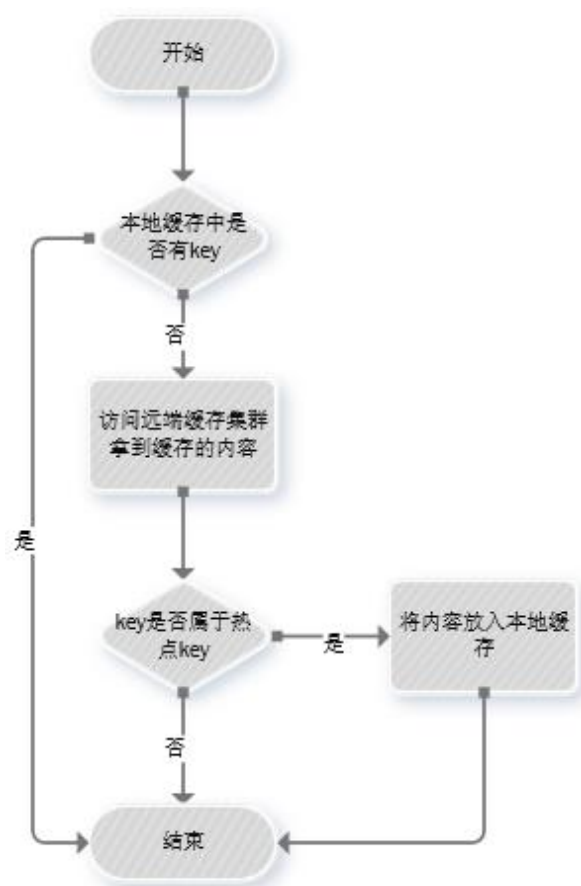 开始
本地缓存中是
否有key
否
访问远端缓存集群
拿到缓存的内容
是
key是否属于热
点key
是
将内容放入本地缓
存
否
结束